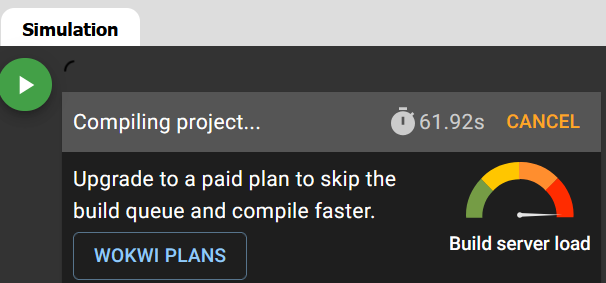 Simulation
Compiling project...
61.92s
CANCEL
Upgrade to a paid plan to skip the
build queue and compile faster.
WOKWI PLANS
Build server load